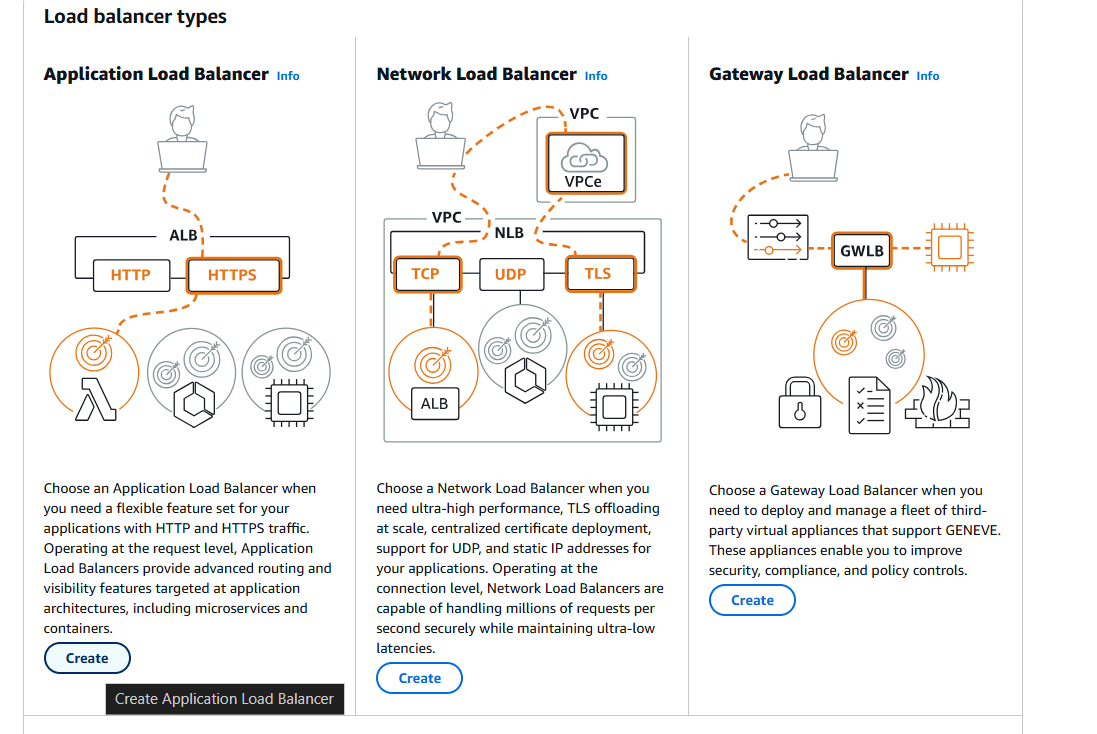 Load balancer types
Application Load Balancer Info
ALB
HTTP
HTTPS
Choose an Application Load Balancer when
you need a flexible feature set for your
applications with HTTP and HTTPS traffic.
Operating at the request level, Application
Load Balancers provide advanced routing and
visibility features targeted at application
architectures, including microservices and
containers.
Create
Create Application Load Balancer
Network Load Balancer Info
VPC
VPCe
VPC
NLB
TCP
UDP
TLS
ALB
Choose a Network Load Balancer when you
need ultra-high performance, TLS offloading
at scale, centralized certificate deployment,
support for UDP, and static IP addresses for
your applications. Operating at the
connection level, Network Load Balancers are
capable of handling millions of requests per
second securely while maintaining ultra-low
latencies.
Create
Gateway Load Balancer Info
GWLB
Choose a Gateway Load Balancer when you
need to deploy and manage a fleet of third-
party virtual appliances that support GENEVE.
These appliances enable you to improve
security, compliance, and policy controls.
Create